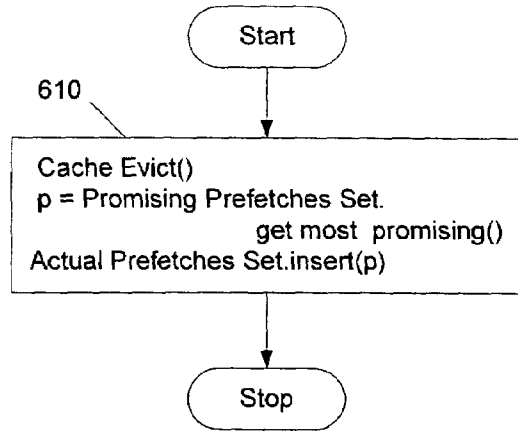 Start
610
Cache Evict()
p = Promising Prefetches Set.
get most promising()
Actual Prefetches Set.insert(p)
Stop